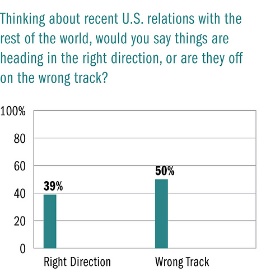 Thinking about recent U.S. relations with the
rest of the world, would you say things are
heading in the right direction, or are they off
on the wrong track?
100%
80
60
50%
39%
40
20
0
Right Direction
Wrong Track